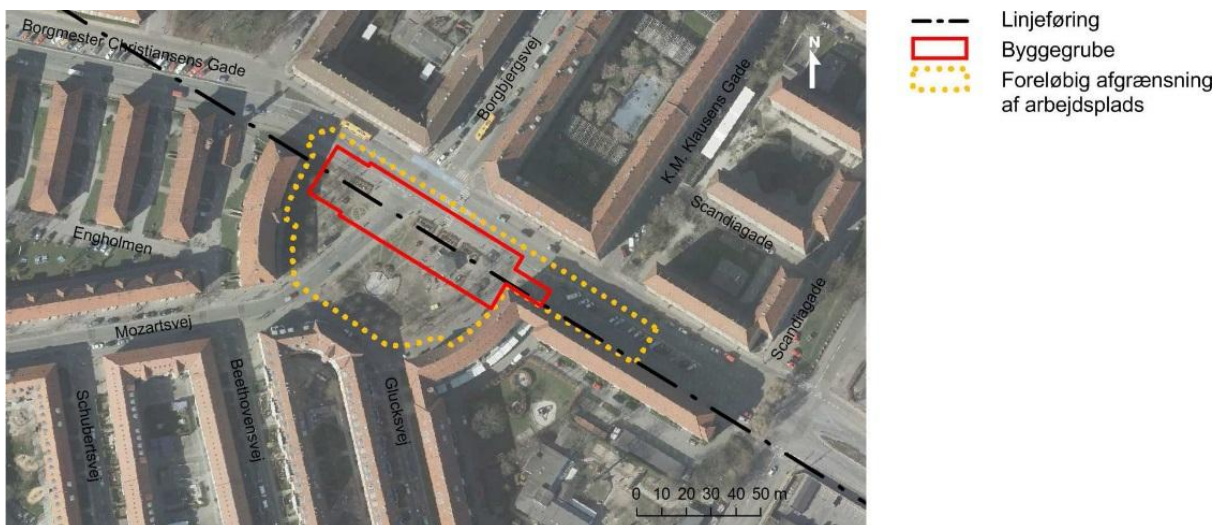 Borgmester Christiansens Gade
Borgbjergsvej
N
K.M. Klausens Gade
Scandiagade
Scandiagade
Engholmen
Mozartsvej
Schubertsvej
Beethovensvej
Glucksvej
0 10 20 30 40 50 m
Linjeføring
Byggegrube
Foreløbig afgrænsning
af arbejdsplads